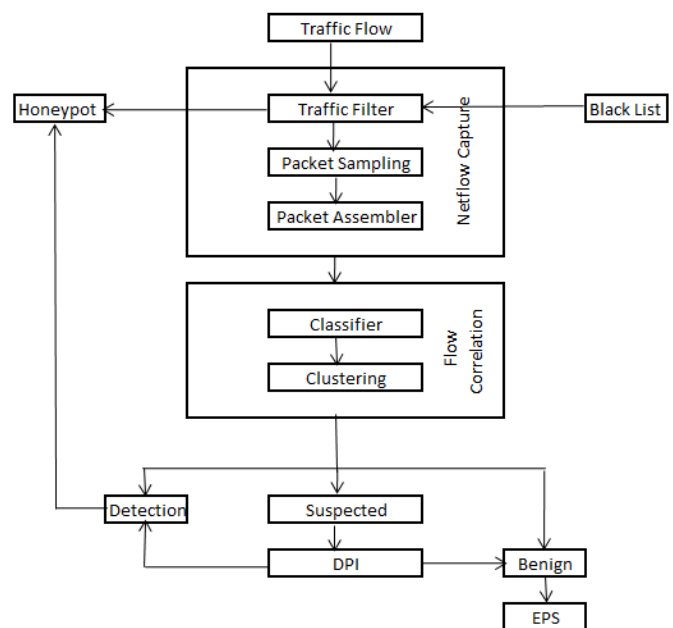 Traffic Flow
Honeypot
Traffic Filter
Black List
Packet Sampling
Packet Assembler
Netflow Capture
Classifier
Clustering
Flow
Correlation
Detection
Suspected
DPI
Benign
EPS